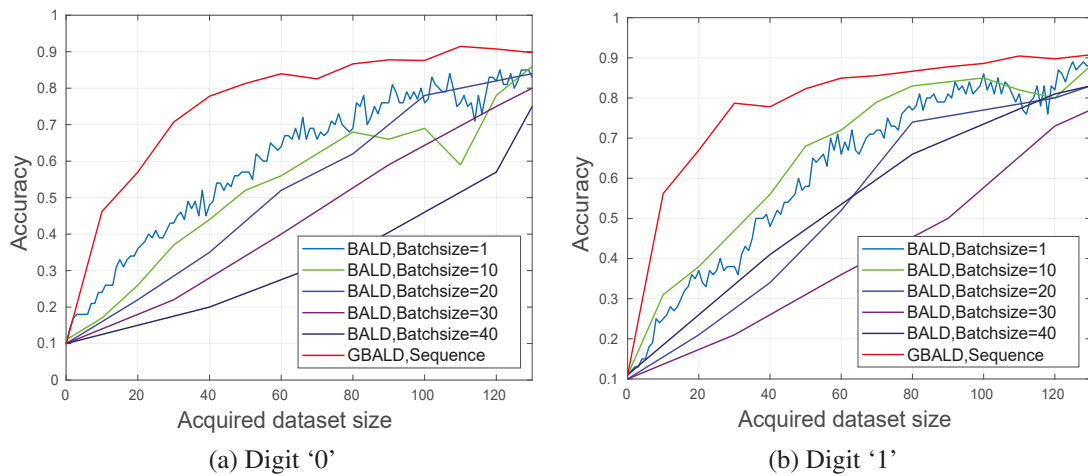 1
0.9
0.8
0.7
0.6
0.5
0.4
0.3
0.2
0.1
0
Accuracy
0 20 40 60 80 100 120
Acquired dataset size
BALD,Batchsize=1
BALD,Batchsize=10
BALD,Batchsize=20
BALD,Batchsize=30
BALD,Batchsize=40
GBALD,Sequence
(a) Digit ‘0’
1
0.9
0.8
0.7
0.6
0.5
0.4
0.3
0.2
0.1
Accuracy
0 20 40 60 80 100 120
Acquired dataset size
BALD,Batchsize=1
BALD,Batchsize=10
BALD,Batchsize=20
BALD,Batchsize=30
BALD,Batchsize=40
GBALD,Sequence
(b) Digit ‘1’